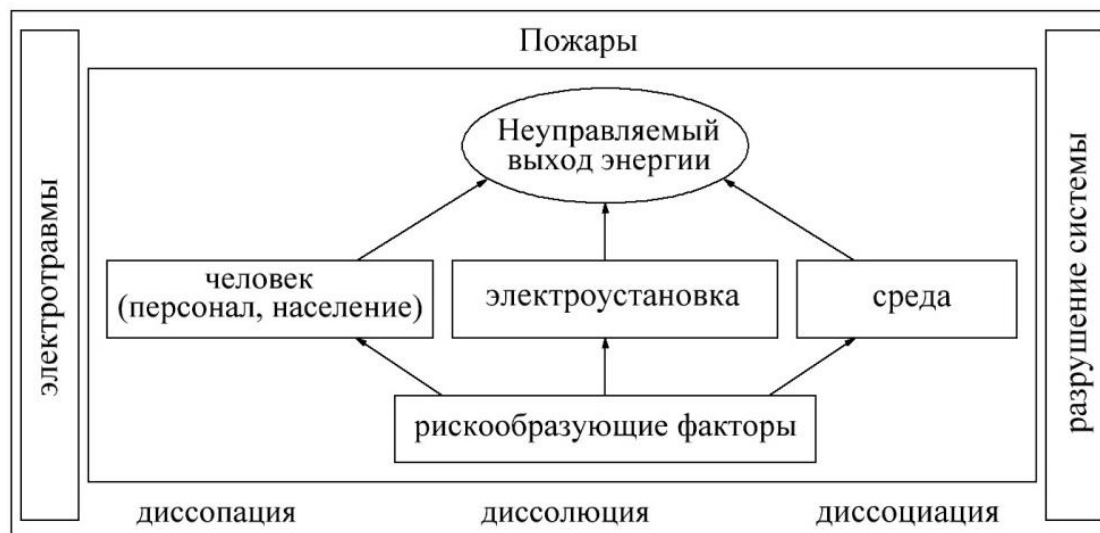 Пожары
электротравмы
Неуправляемый
выход энергии
человек
(персонал, население)
электроустановка
среда
рискообразующие факторы
разрушение системы
диссопация
диссолюция
диссоциация